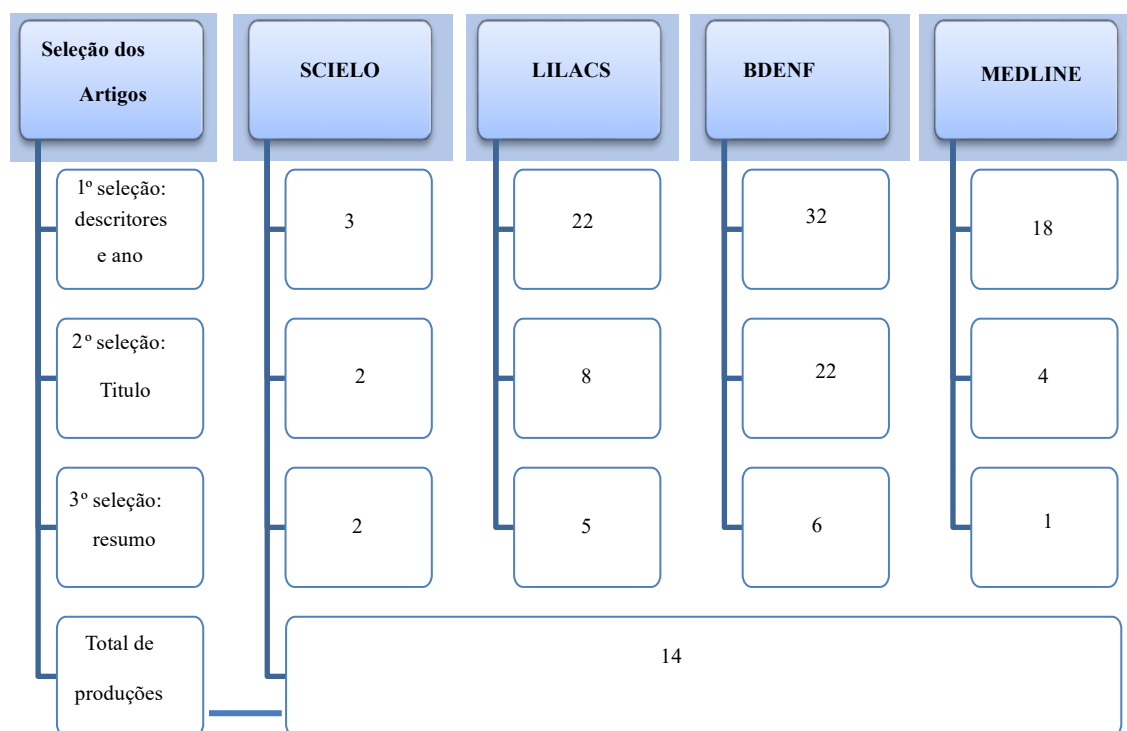 Seleção dos
Artigos
SCIELO
LILACS
BDENF
MEDLINE
1º seleção:
descritores
e ano
3
22
32
18
2º seleção:
Titulo
2
8
22
4
3º seleção:
resumo
2
5
6
1
Total de
produções
14